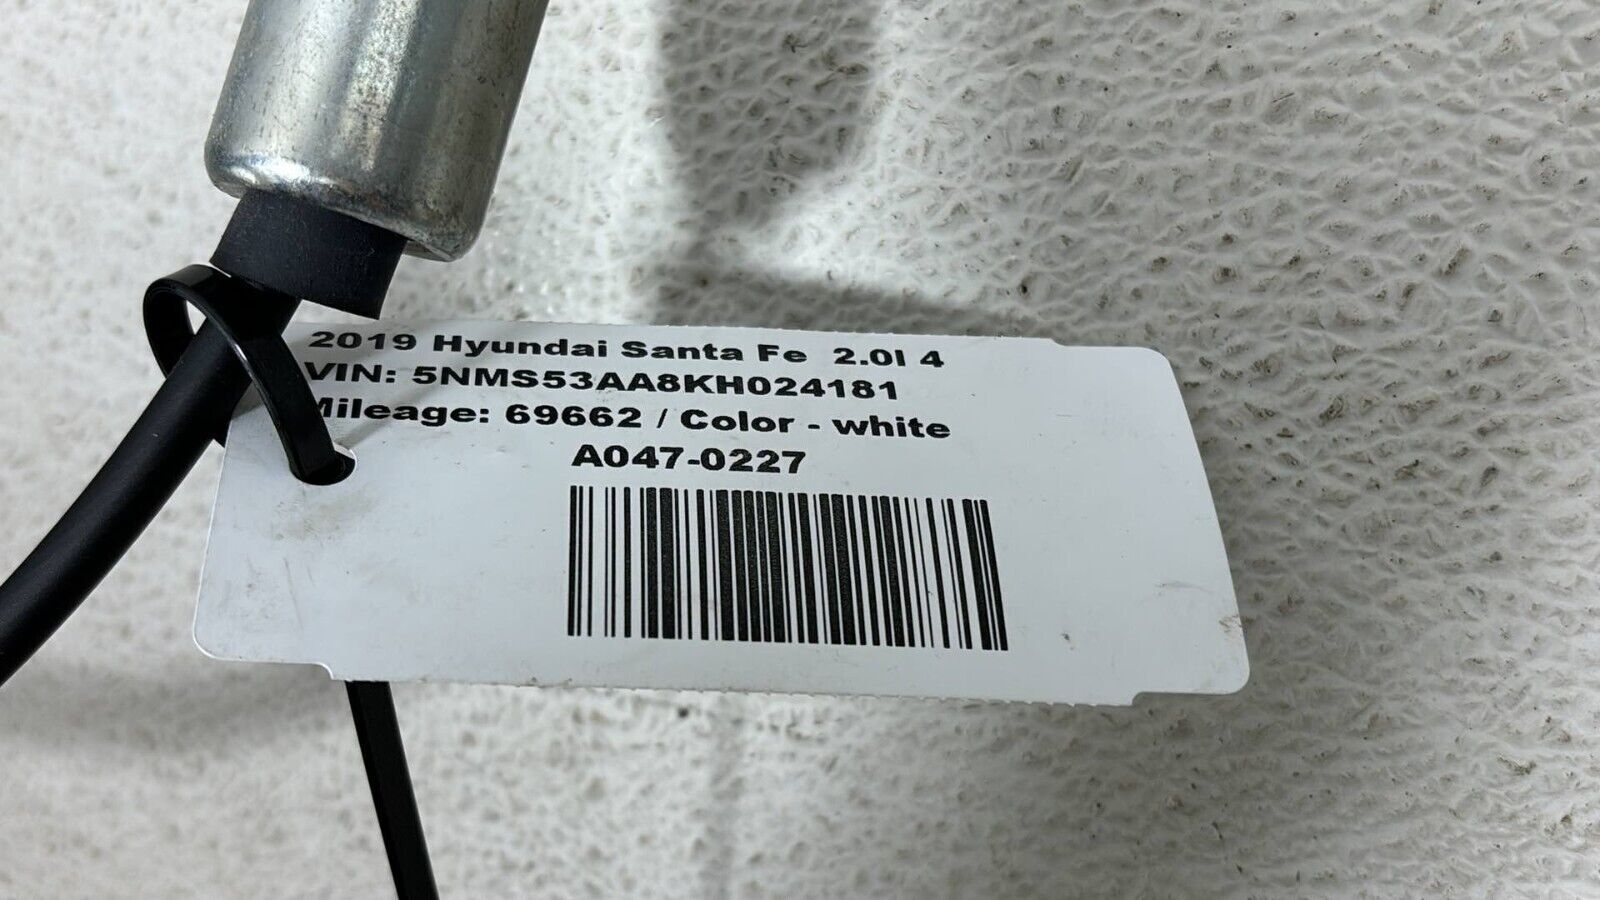 2019 Hyundai Santa Fe 2.0l 4
VIN: 5NMS53AA8KH024181
Mileage: 69662 / Color - white
A047-0227